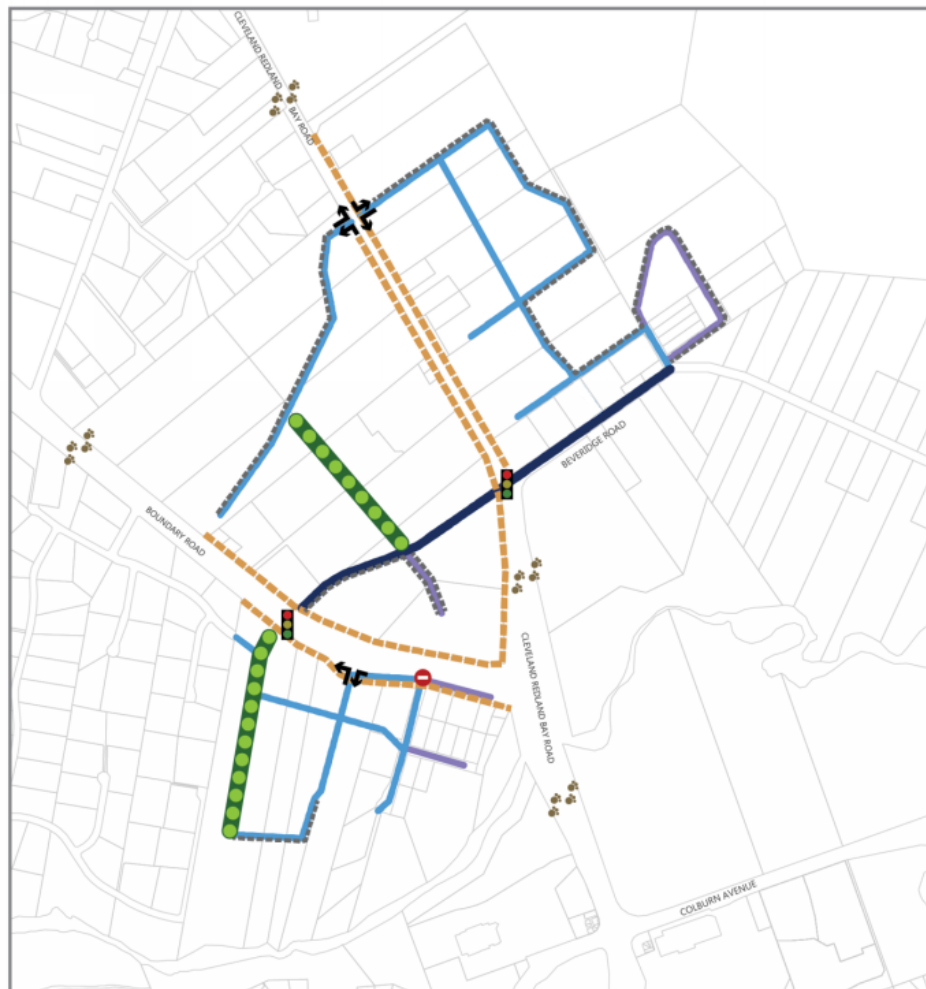 CLEVELAND REDLAND
BAY ROAD
BEVERIDGE ROAD
BOUNDARY ROAD
CLEVELAND REDLAND BAY ROAD
COLBURN AVENUE